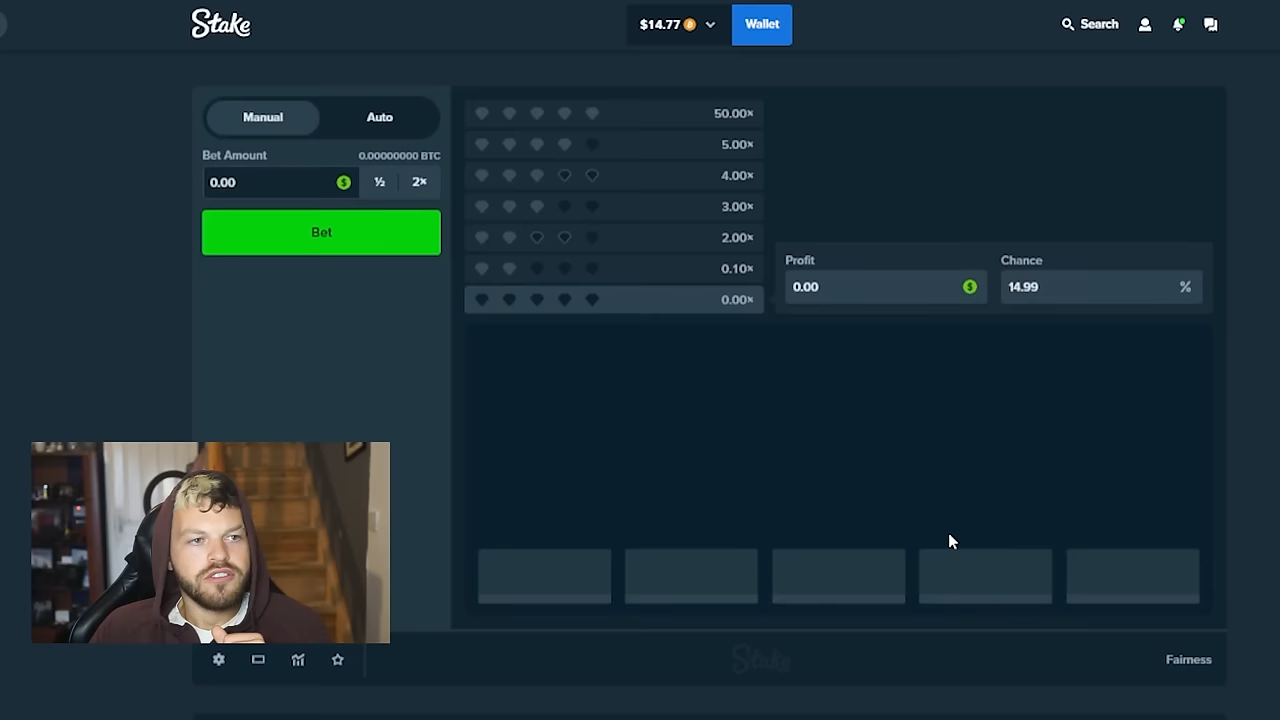 Stake
$14.77
Wallet
Search
Manual
Auto
Bet Amount
0.00000000 BTC
0.00
½
2×
Bet
50.00×
5.00×
4.00×
3.00×
2.00×
0.10×
0.00×
Profit
Chance
0.00
14.99
%
Stake
Fairness